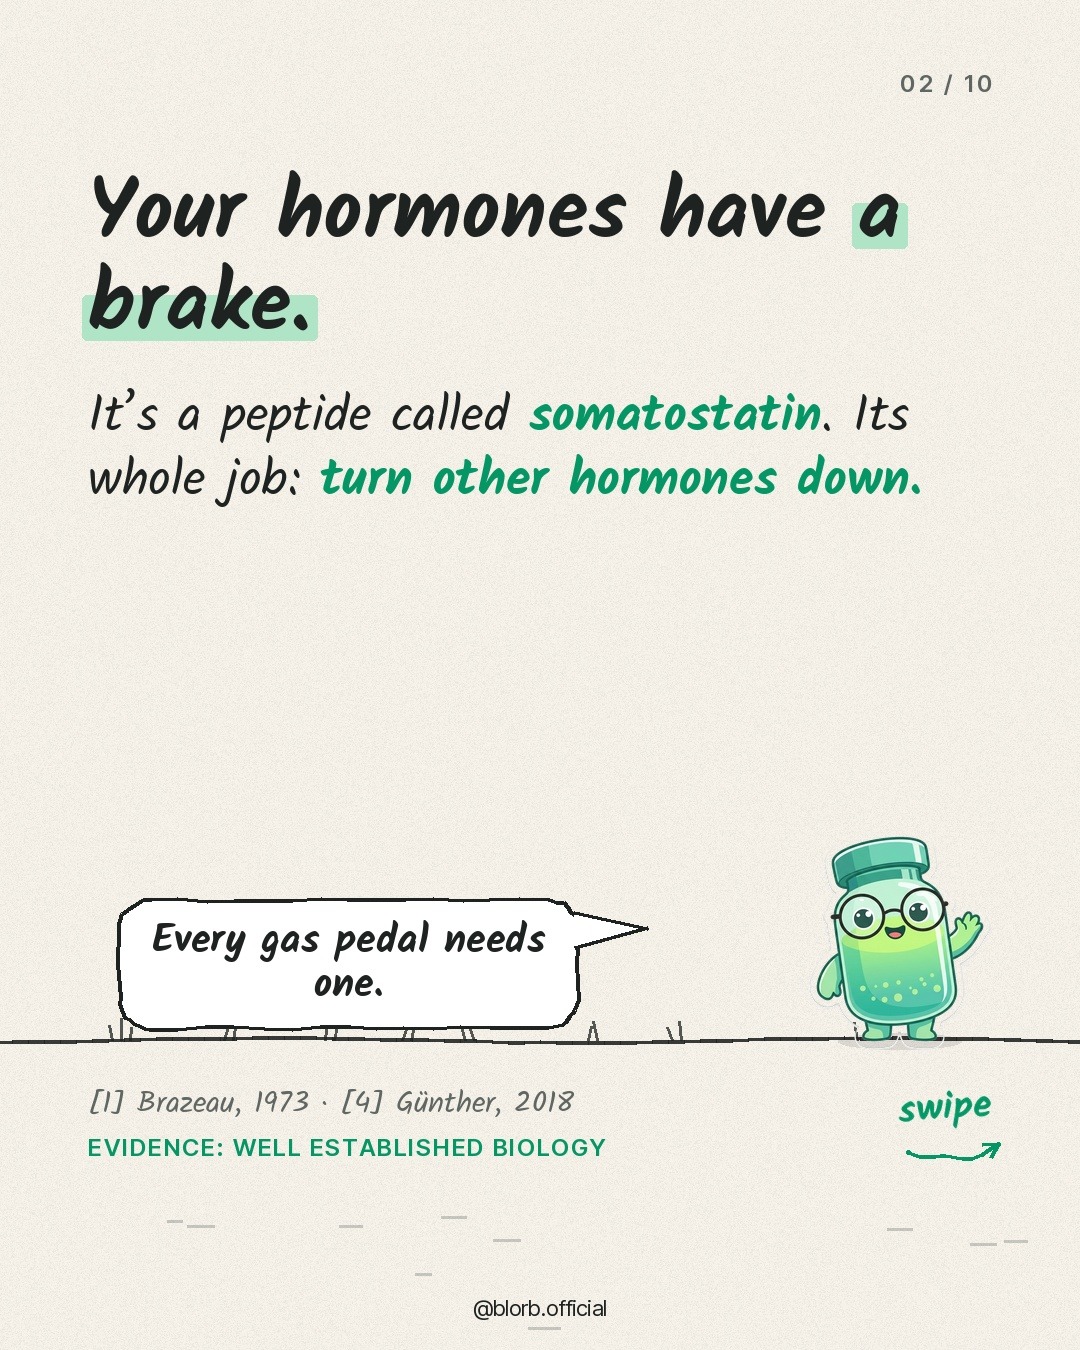 02 / 10
Your hormones have a
brake.
It’s a peptide called somatostatin. Its
whole job: turn other hormones down.
Every gas pedal needs
one.
[1] Brazeau, 1973 · [4] Günther, 2018
EVIDENCE: WELL ESTABLISHED BIOLOGY
swipe
@blorb.official